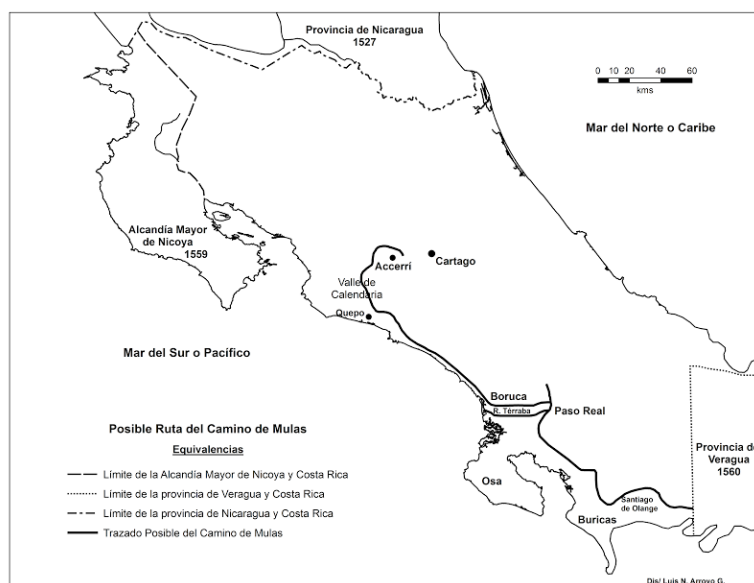 Provincia de Nicaragua
1527
0 10 20 40 60
kms
Mar del Norte o Caribe
Alcandía Mayor
de Nicoya
1559
Accerrí
Cartago
Valle de
Calendaria
Quepo
Mar del Sur o Pacífico
Boruca
R. Térraba
Paso Real
Provincia de
Veragua
1560
Osa
Santiago
de Olange
Buricas
Posible Ruta del Camino de Mulas
Equivalencias
Límite de la Alcandía Mayor de Nicoya y Costa Rica
Límite de la provincia de Veragua y Costa Rica
Límite de la provincia de Nicaragua y Costa Rica
Trazado Posible del Camino de Mulas
Dis/ Luis N. Arroyo G.